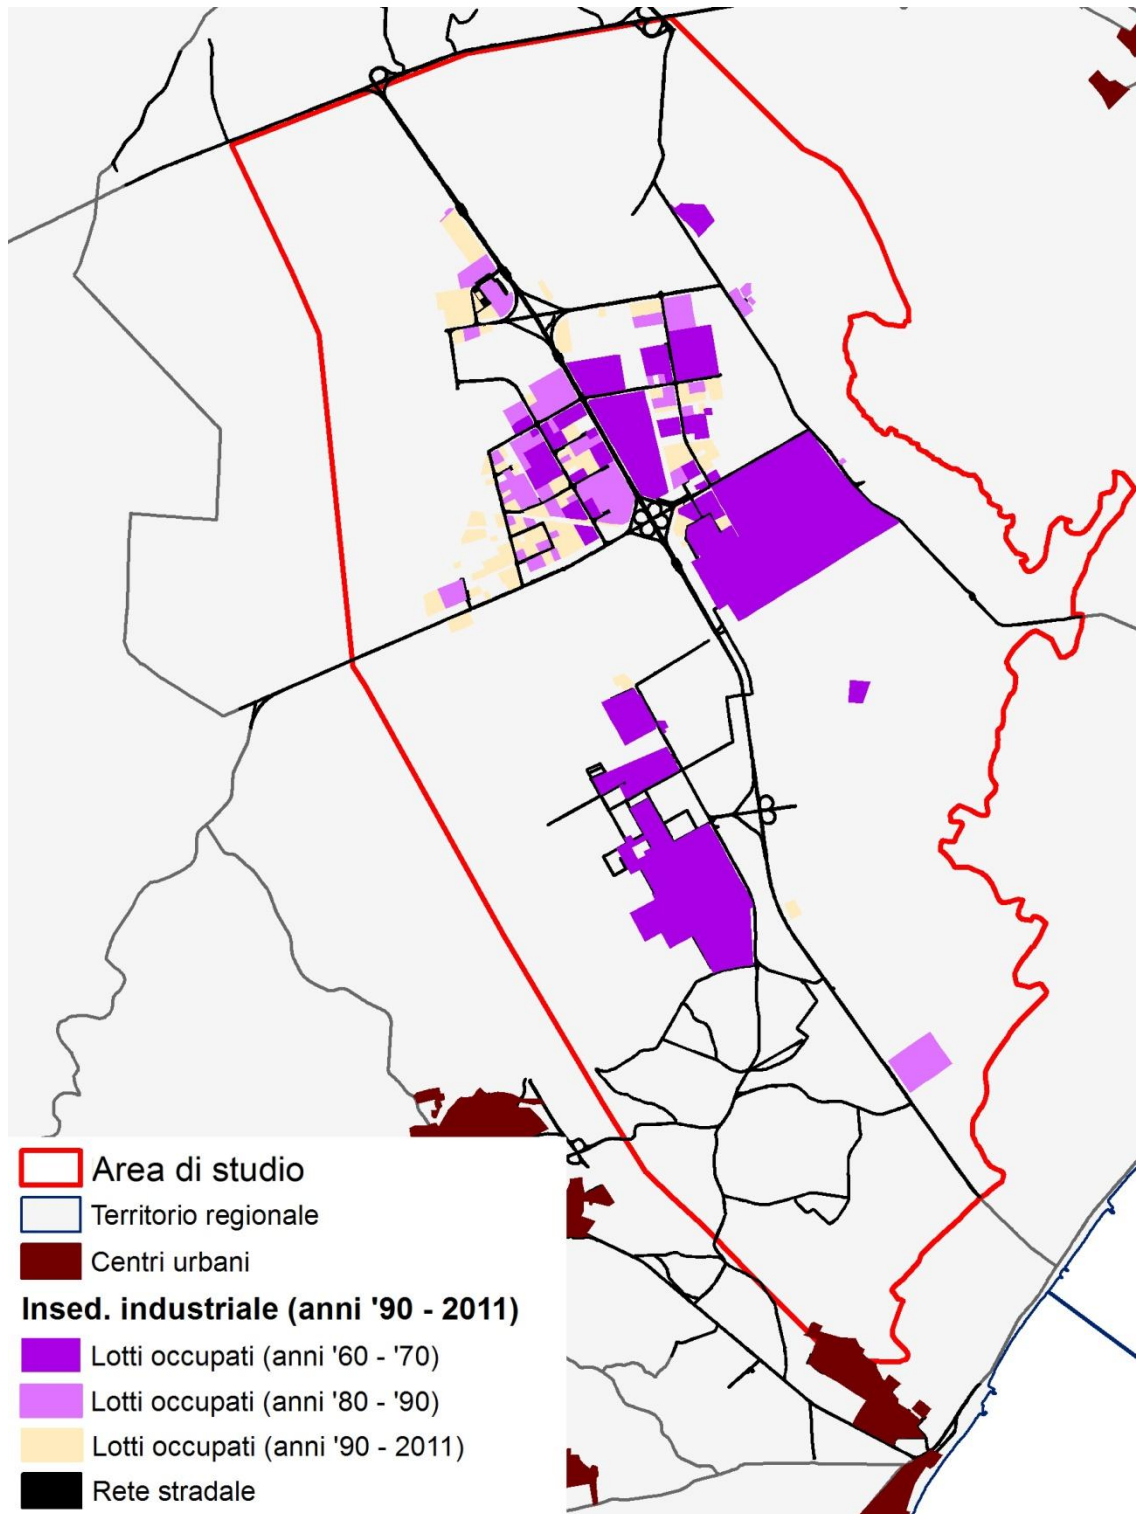 Area di studio
Territorio regionale
Centri urbani
Insed. industriale (anni '90 - 2011)
Lotti occupati (anni '60 - '70)
Lotti occupati (anni '80 - '90)
Lotti occupati (anni '90 - 2011)
Rete stradale